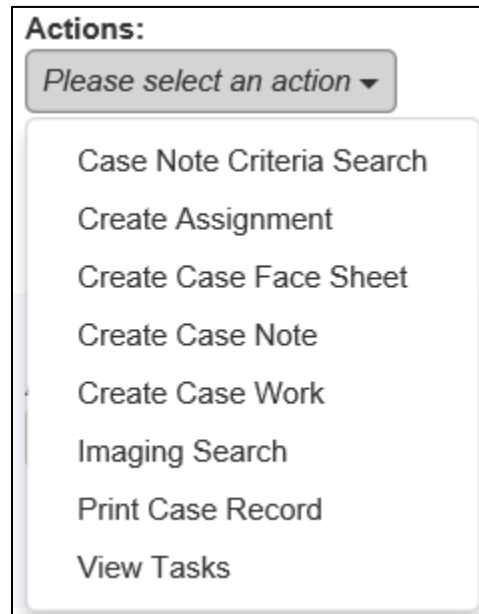 Actions:
Please select an action
Case Note Criteria Search
Create Assignment
Create Case Face Sheet
Create Case Note
Create Case Work
Imaging Search
Print Case Record
View Tasks